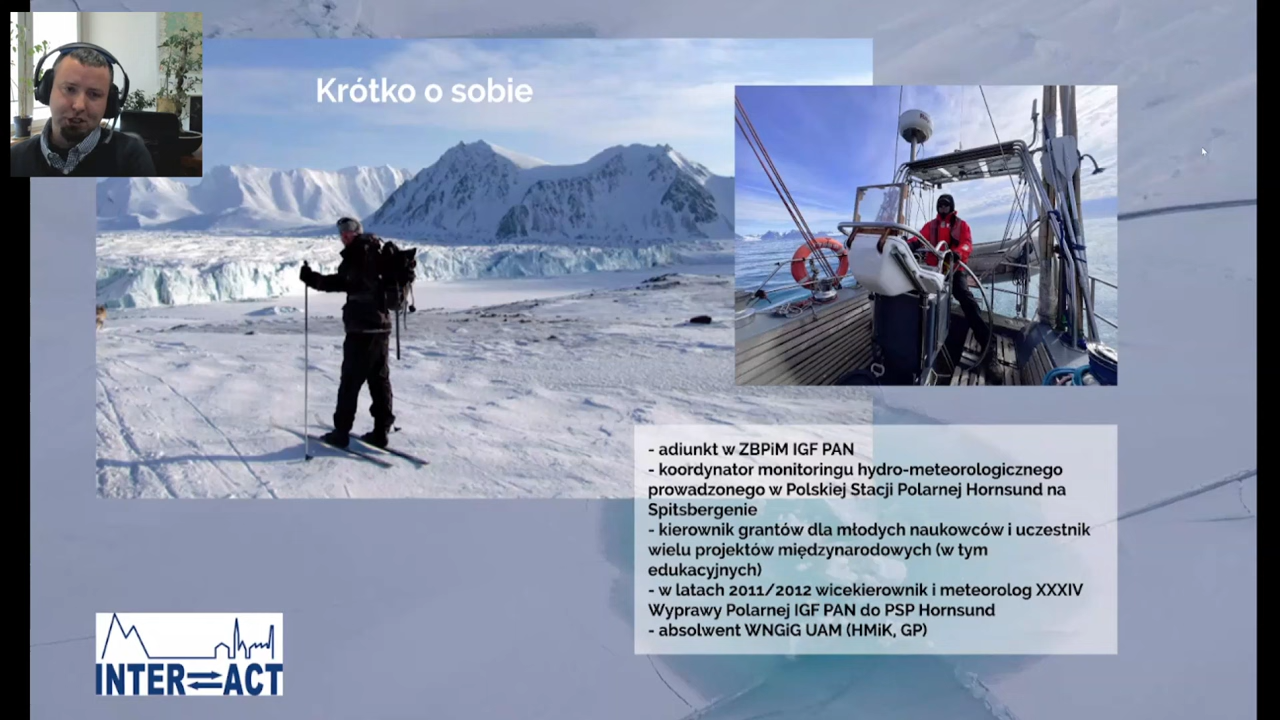 Krótko o sobie
- adiunkt w ZBPiM IGF PAN
- koordynator monitoringu hydro-meteorologicznego
prowadzonego w Polskiej Stacji Polarnej Hornsund na
Spitsbergenie
- kierownik grantów dla młodych naukowców i uczestnik
wielu projektów międzynarodowych (w tym
edukacyjnych)
- w latach 2011/2012 wicekierownik i meteorolog XXXIV
Wyprawy Polarnej IGF PAN do PSP Hornsund
- absolwent WNGiG UAM (HMiK, GP)
INTER ACT